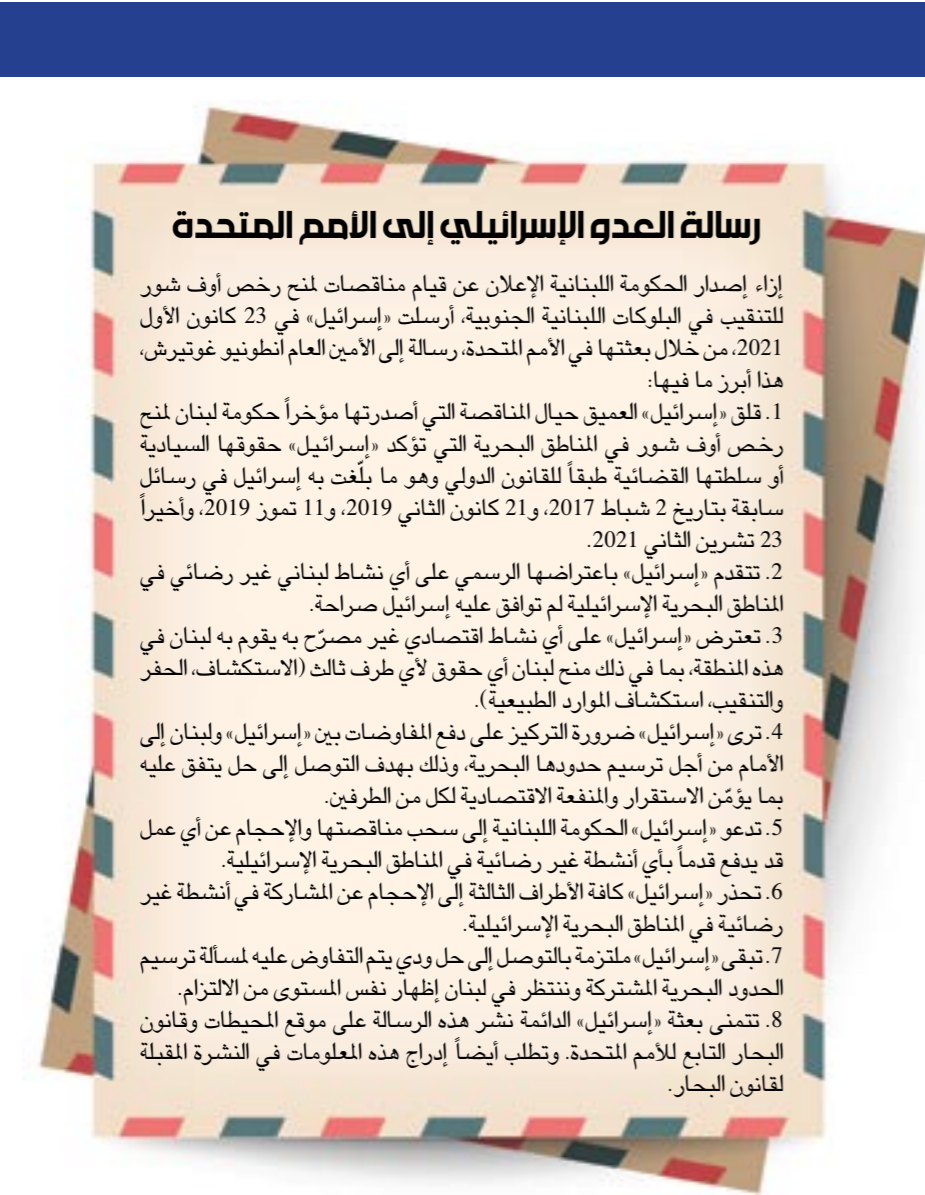 رسالة العدو الإسرائيلي إلى الأمم المتحدة
إزاء إصدار الحكومة اللبنانية الإعلان عن قيام مناقصات لمنح رخص أوف شور
للتنقيب في البلوكات اللبنانية الجنوبية، أرسلت «إسرائيل» في 23 كانون الأول
2021، من خلال بعثتها في الأمم المتحدة، رسالة إلى الأمين العام انطونيو غوتيرش،
هذا أبرز ما فيها:
1. قلق «إسرائيل» العميق حيال المناقصة التي أصدرتها مؤخراً حكومة لبنان لمنح
رخص أوف شور في المناطق البحرية التي تؤكد «إسرائيل» حقوقها السيادية
أو سلطتها القضائية طبقاً للقانون الدولي وهو ما بلّغت به إسرائيل في رسائل
سابقة بتاريخ 2 شباط 2017، و21 كانون الثاني 2019، و11 تموز 2019، وأخيراً
23 تشرين الثاني 2021.
2. تتقدم «إسرائيل» باعتراضها الرسمي على أي نشاط لبناني غير رضائي في
المناطق البحرية الإسرائيلية لم توافق عليه إسرائيل صراحة.
3. تعترض «إسرائيل» على أي نشاط اقتصادي غير مصرّح به يقوم به لبنان في
هذه المنطقة، بما في ذلك منح لبنان أي حقوق لأي طرف ثالث (الاستكشاف، الحفر
والتنقيب، استكشاف الموارد الطبيعية).
4. ترى «إسرائيل» ضرورة التركيز على دفع المفاوضات بين «إسرائيل» ولبنان إلى
الأمام من أجل ترسيم حدودها البحرية، وذلك بهدف التوصل إلى حل يتفق عليه
بما يؤمّن الاستقرار والمنفعة الاقتصادية لكل من الطرفين.
5. تدعو «إسرائيل» الحكومة اللبنانية إلى سحب مناقصتها والإحجام عن أي عمل
قد يدفع قدماً بأي أنشطة غير رضائية في المناطق البحرية الإسرائيلية.
6. تحذر «إسرائيل» كافة الأطراف الثالثة إلى الإحجام عن المشاركة في أنشطة غير
رضائية في المناطق البحرية الإسرائيلية.
7. تبقى «إسرائيل» ملتزمة بالتوصل إلى حل ودي يتم التفاوض عليه لمسألة ترسيم
الحدود البحرية المشتركة وننتظر في لبنان إظهار نفس المستوى من الالتزام.
8. تتمنى بعثة «إسرائيل» الدائمة نشر هذه الرسالة على موقع المحيطات وقانون
البحار التابع للأمم المتحدة. وتطلب أيضاً إدراج هذه المعلومات في النشرة المقبلة
لقانون البحار.